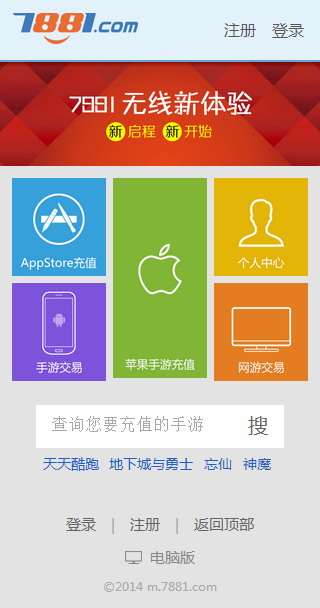 7881.com
注册 登录
7881 无线新体验
新 启程 新 开始
AppStore充值
苹果手游充值
个人中心
手游交易
网游交易
查询您要充值的手游 搜
天天酷跑 地下城与勇士 忘仙 神魔
登录 | 注册 | 返回顶部
电脑版
©2014 m.7881.com